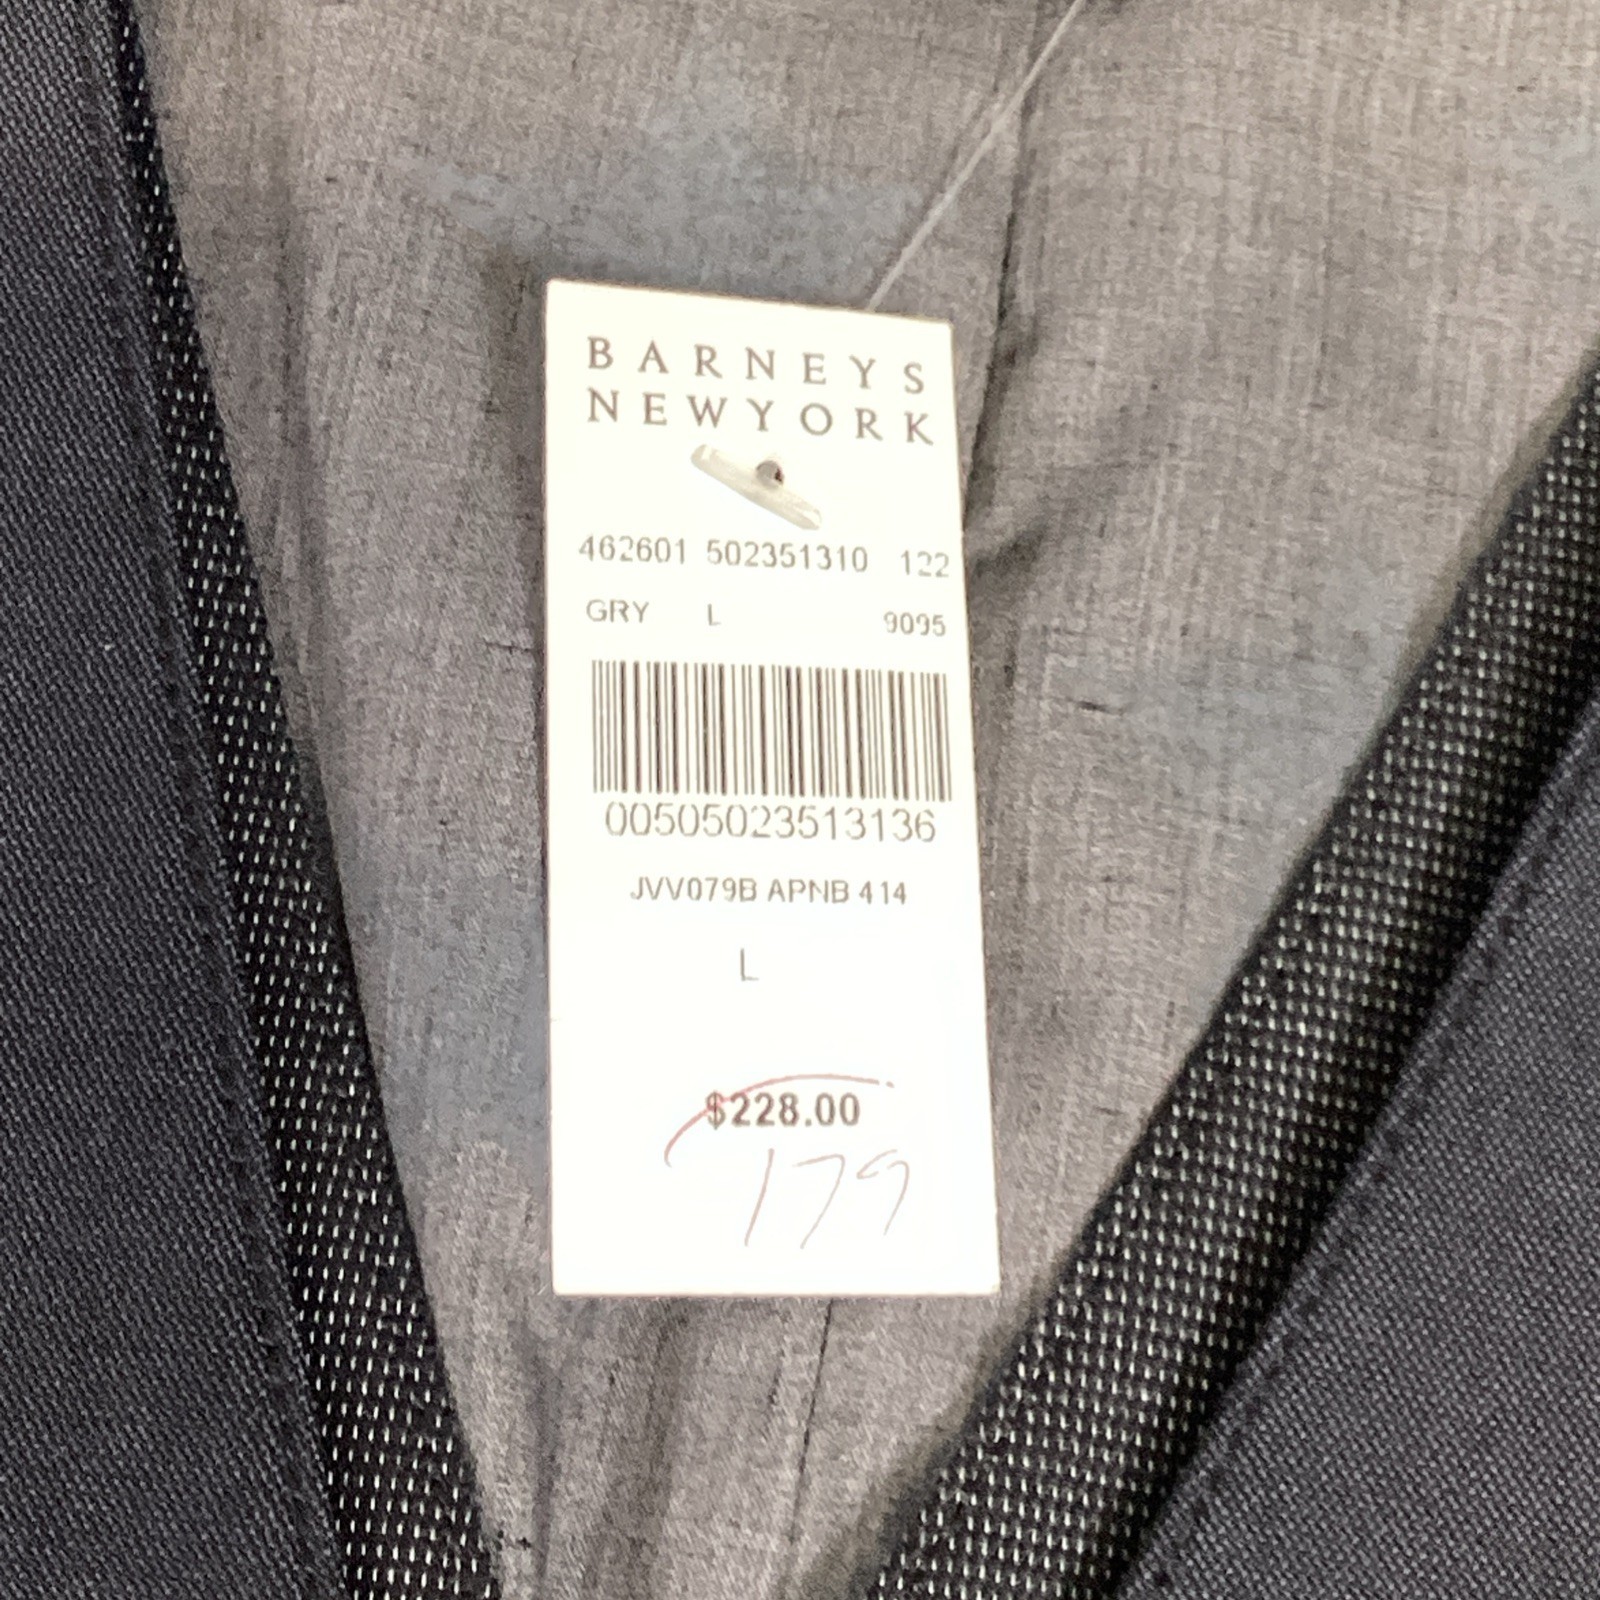 BARNEYS
NEWYORK
462601 502351310 122
GRY L 9095
00505023513136
JVV079B APNB 414
L
$228.00
179